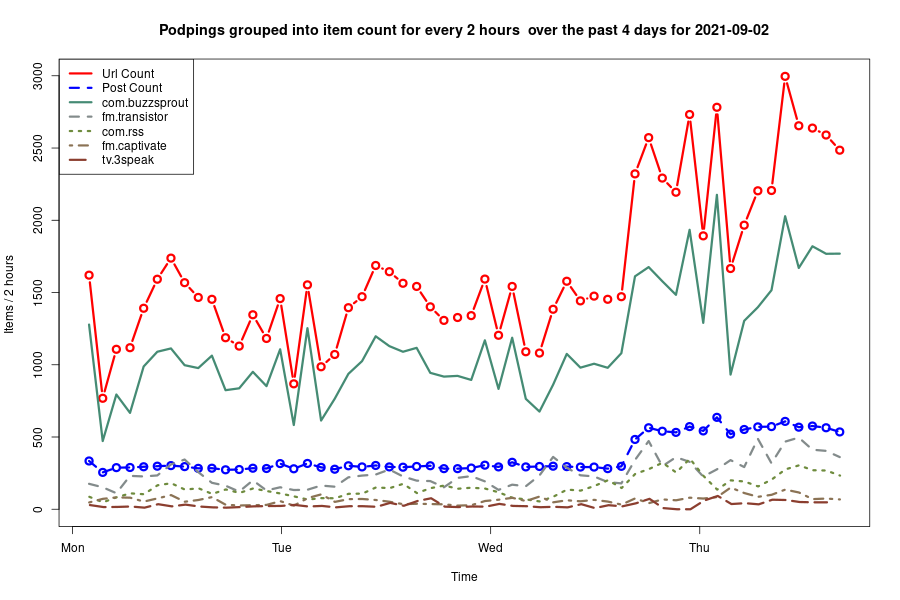 Podpings grouped into item count for every 2 hours  over the past 4 days for 2021-09-02
Url Count
Post Count
com.buzzsprout
fm.transistor
com.rss
fm.captivate
tv.3speak
3000
2500
2000
1500
1000
500
0
Items / 2 hours
Mon Tue Wed Thu
Time